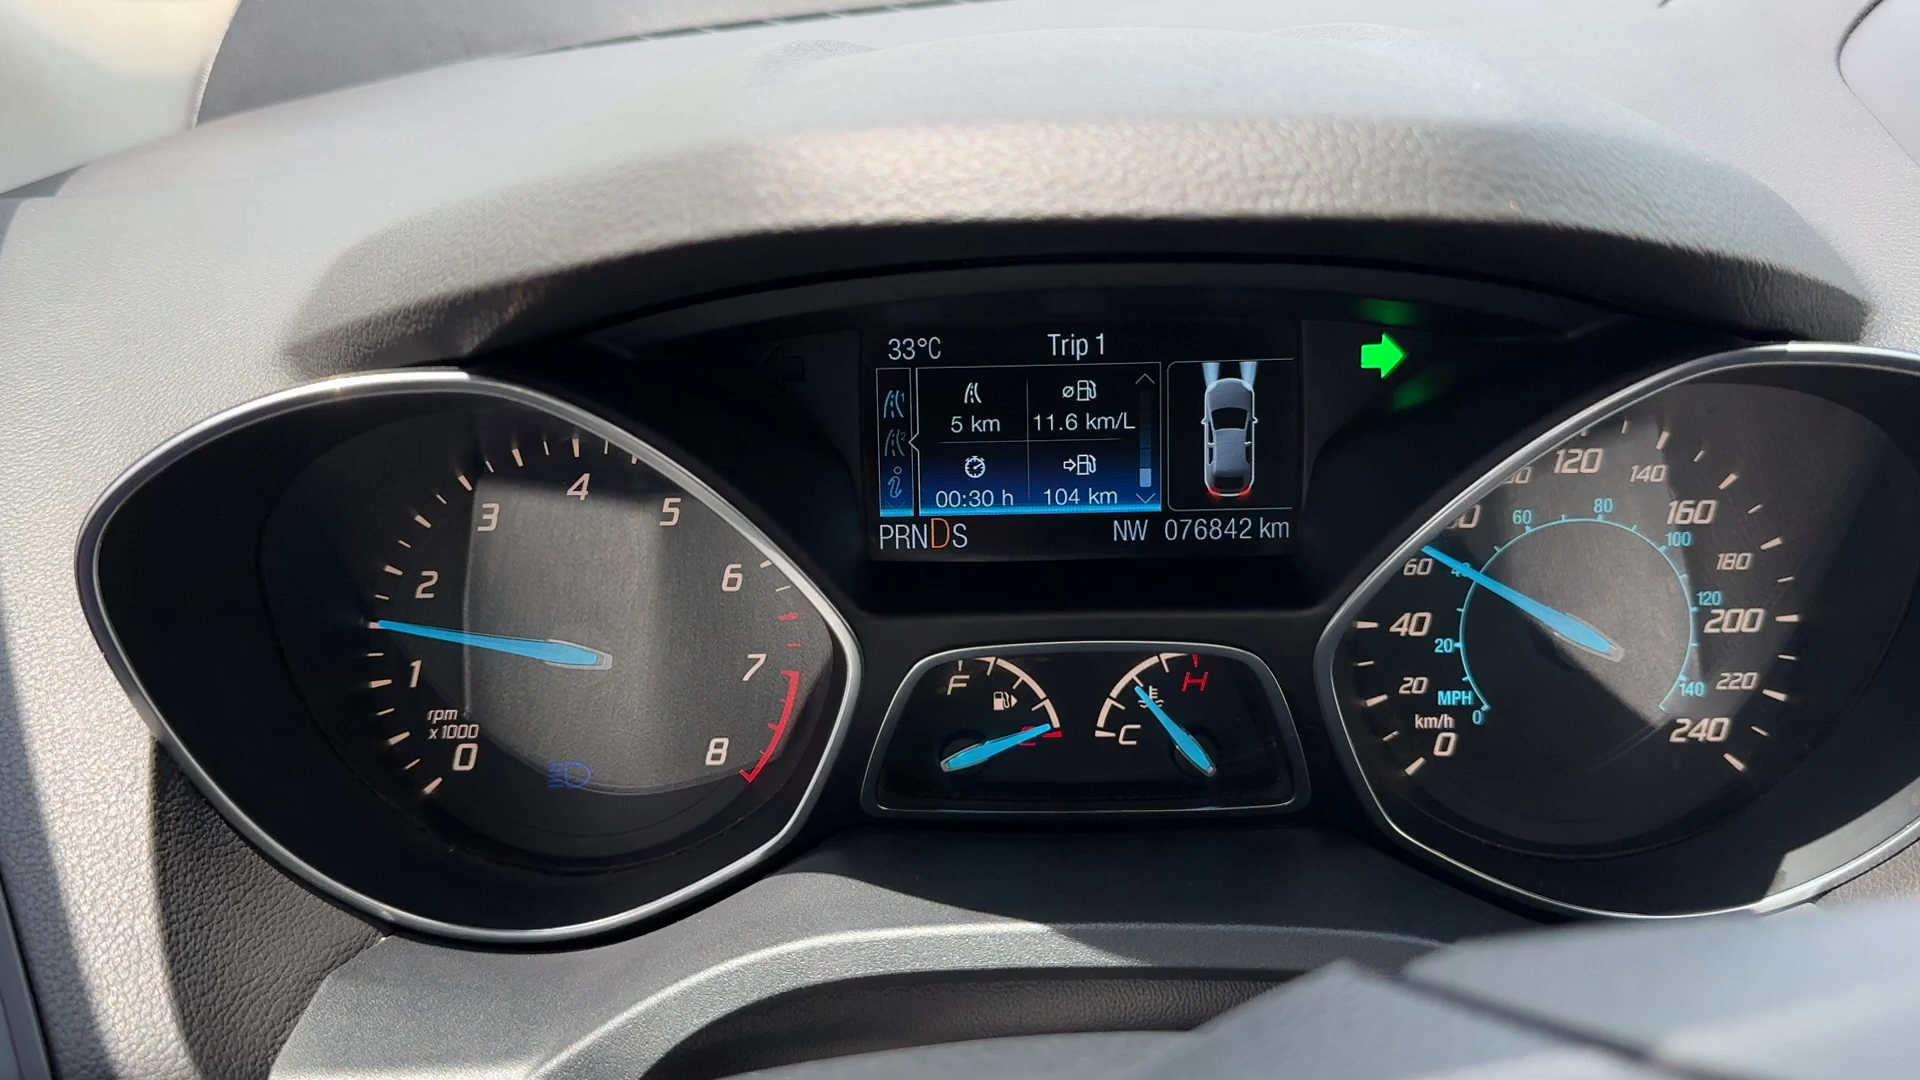 33°C Trip 1
5 km 11.6 km/L
00:30 h 104 km
PRNDS NW 076842 km
0 1 2 3 4 5 6 7 8
rpm
x 1000
F
E
C H
0 20 40 60 120 140 160 180 200 220 240
km/h
MPH
0 20 40 60 80 100 120 140